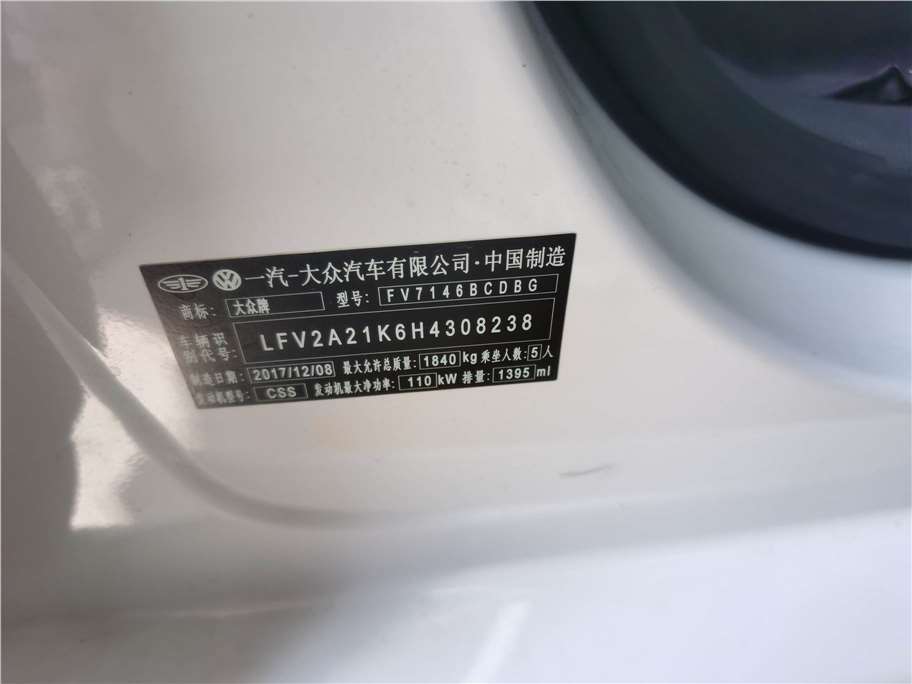 一汽-大众汽车有限公司·中国制造
商标: 大众牌 型号: FV7146BCDBG
车辆识别代号: LFV2A21K6H4308238
制造日期: 2017/12/08 最大允许总质量: 1840 kg 乘坐人数: 5 人
发动机型号: CSS 发动机最大净功率: 110 kW 排量: 1395 ml